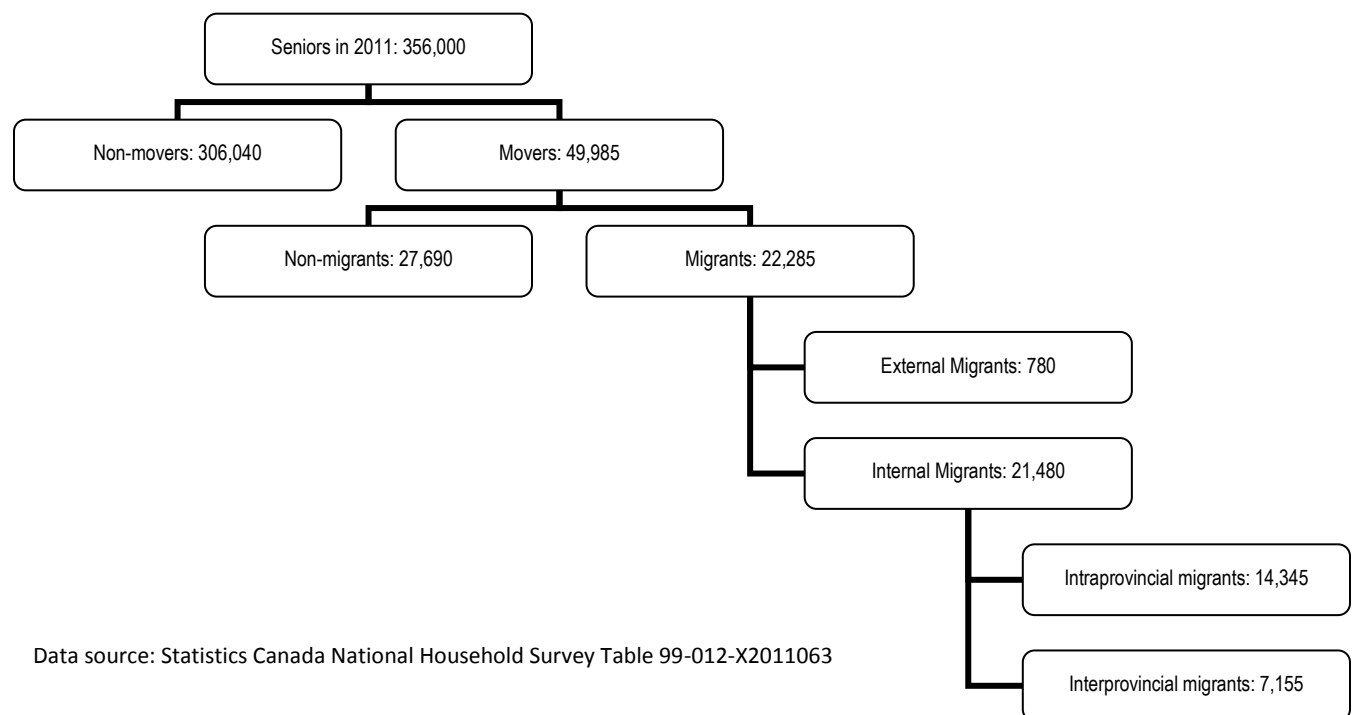 Seniors in 2011: 356,000
Non-movers: 306,040
Movers: 49,985
Non-migrants: 27,690
Migrants: 22,285
External Migrants: 780
Internal Migrants: 21,480
Intraprovincial migrants: 14,345
Data source: Statistics Canada National Household Survey Table 99-012-X2011063
Interprovincial migrants: 7,155